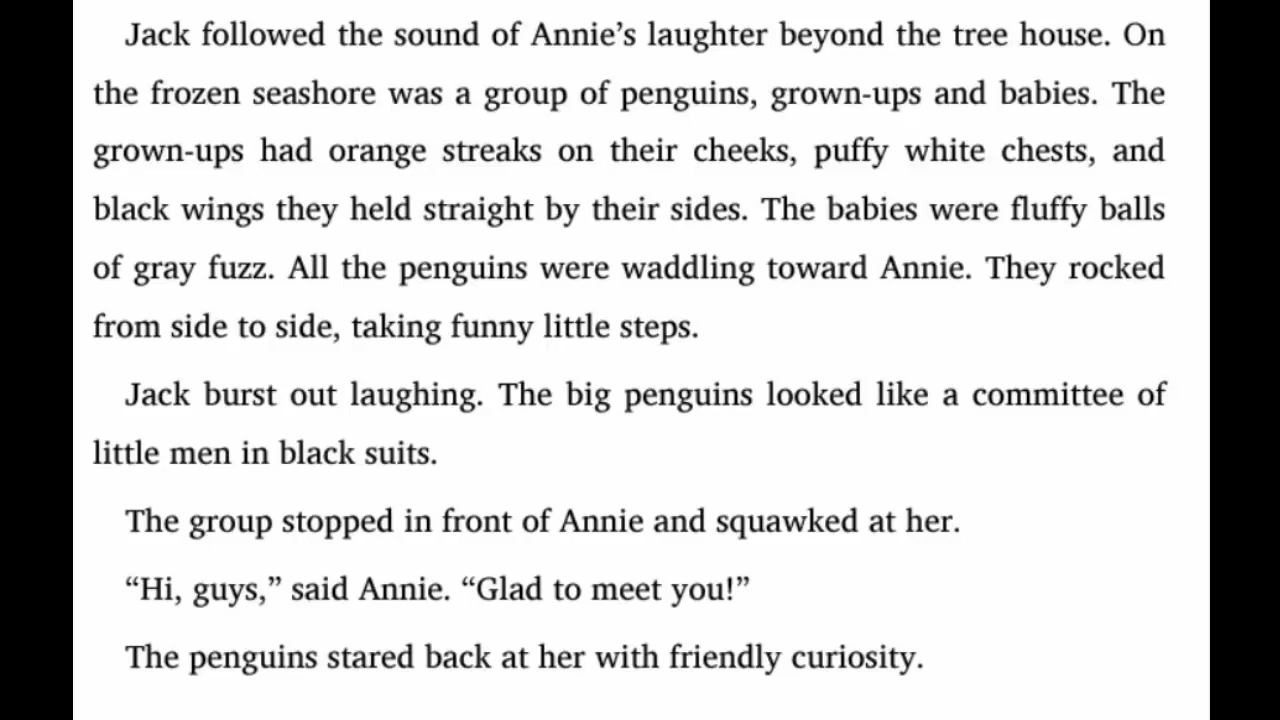 Jack followed the sound of Annie’s laughter beyond the tree house. On
the frozen seashore was a group of penguins, grown-ups and babies. The
grown-ups had orange streaks on their cheeks, puffy white chests, and
black wings they held straight by their sides. The babies were fluffy balls
of gray fuzz. All the penguins were waddling toward Annie. They rocked
from side to side, taking funny little steps.
Jack burst out laughing. The big penguins looked like a committee of
little men in black suits.
The group stopped in front of Annie and squawked at her.
“Hi, guys,” said Annie. “Glad to meet you!”
The penguins stared back at her with friendly curiosity.